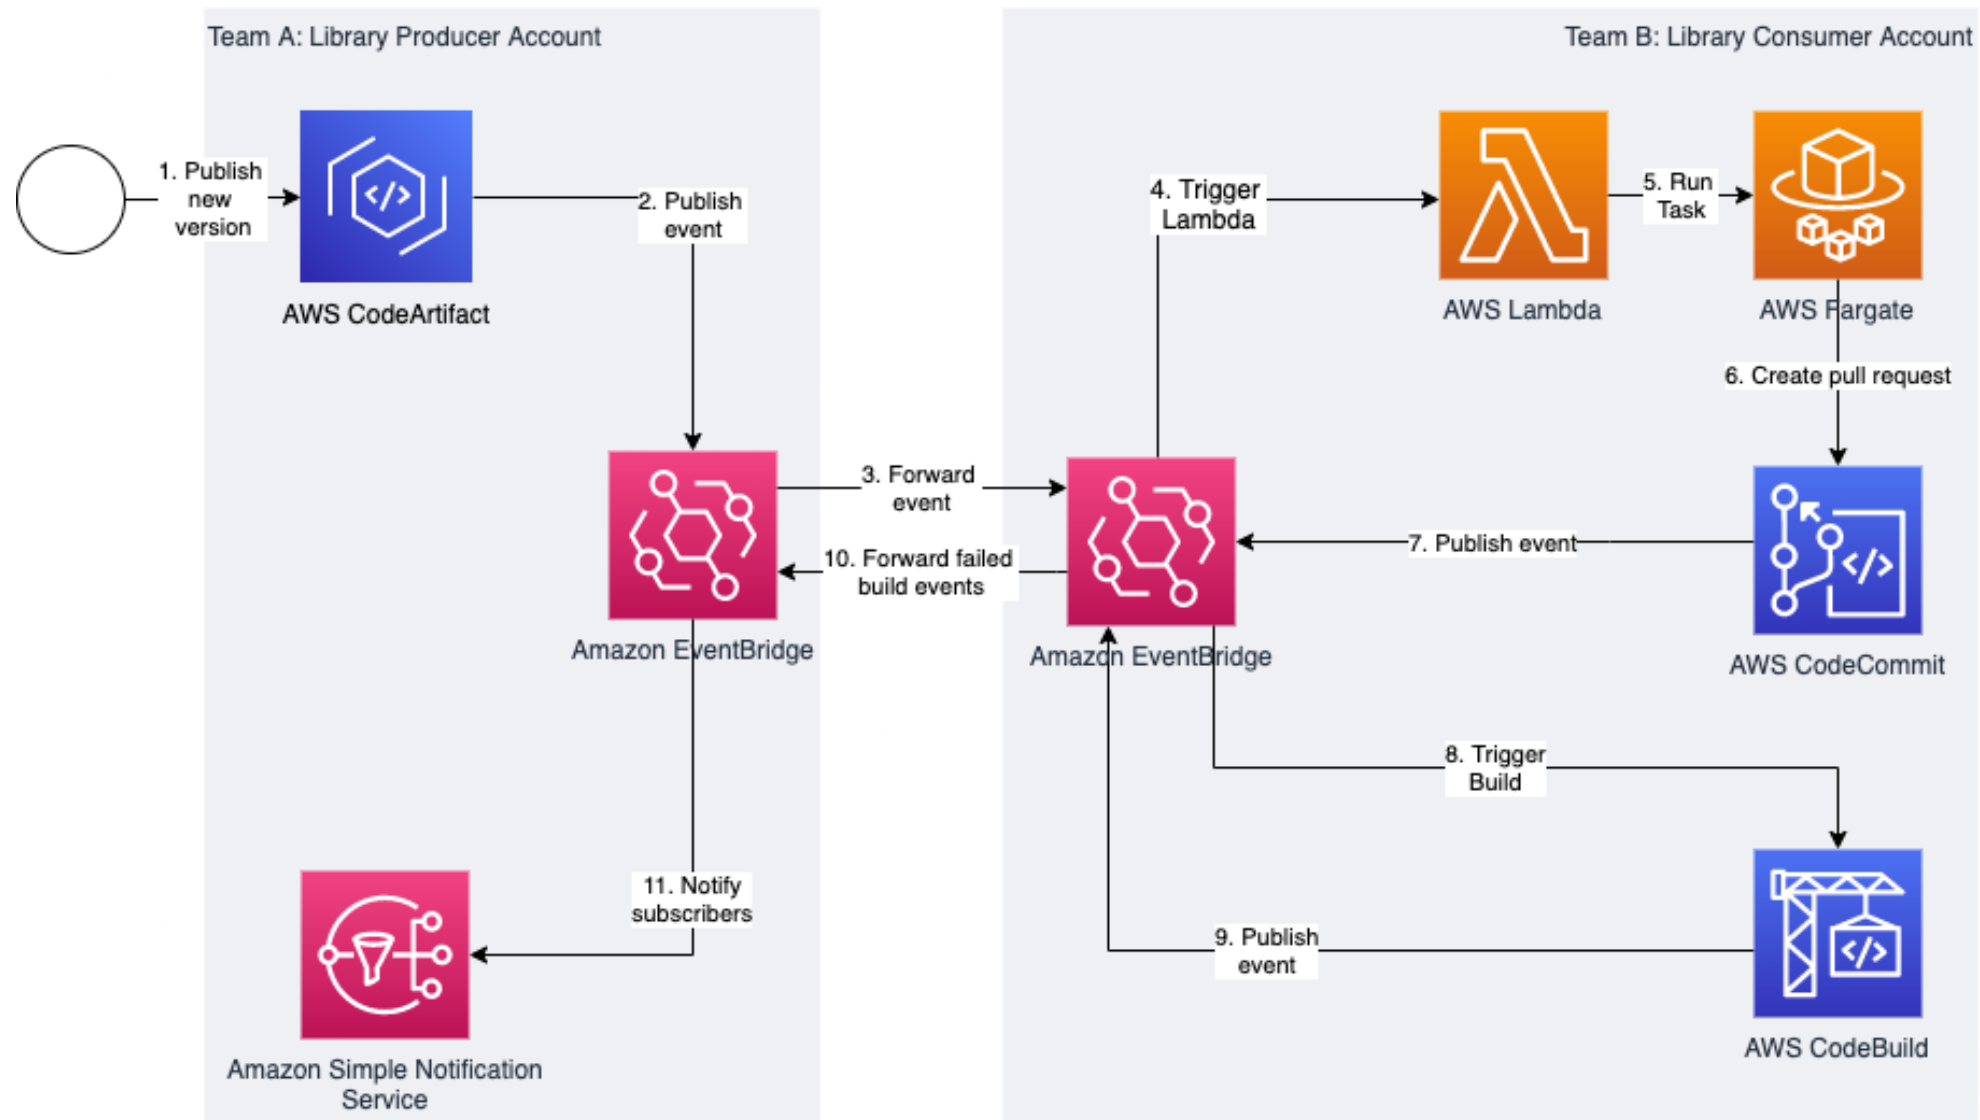 Team A: Library Producer Account
Team B: Library Consumer Account
1. Publish
new
version
AWS CodeArtifact
2. Publish
event
4. Trigger
Lambda
5. Run
Task
AWS Lambda
AWS Fargate
6. Create pull request
3. Forward
event
10. Forward failed
build events
7. Publish event
Amazon EventBridge
Amazon EventBridge
AWS CodeCommit
8. Trigger
Build
11. Notify
subscribers
9. Publish
event
AWS CodeBuild
Amazon Simple Notification
Service